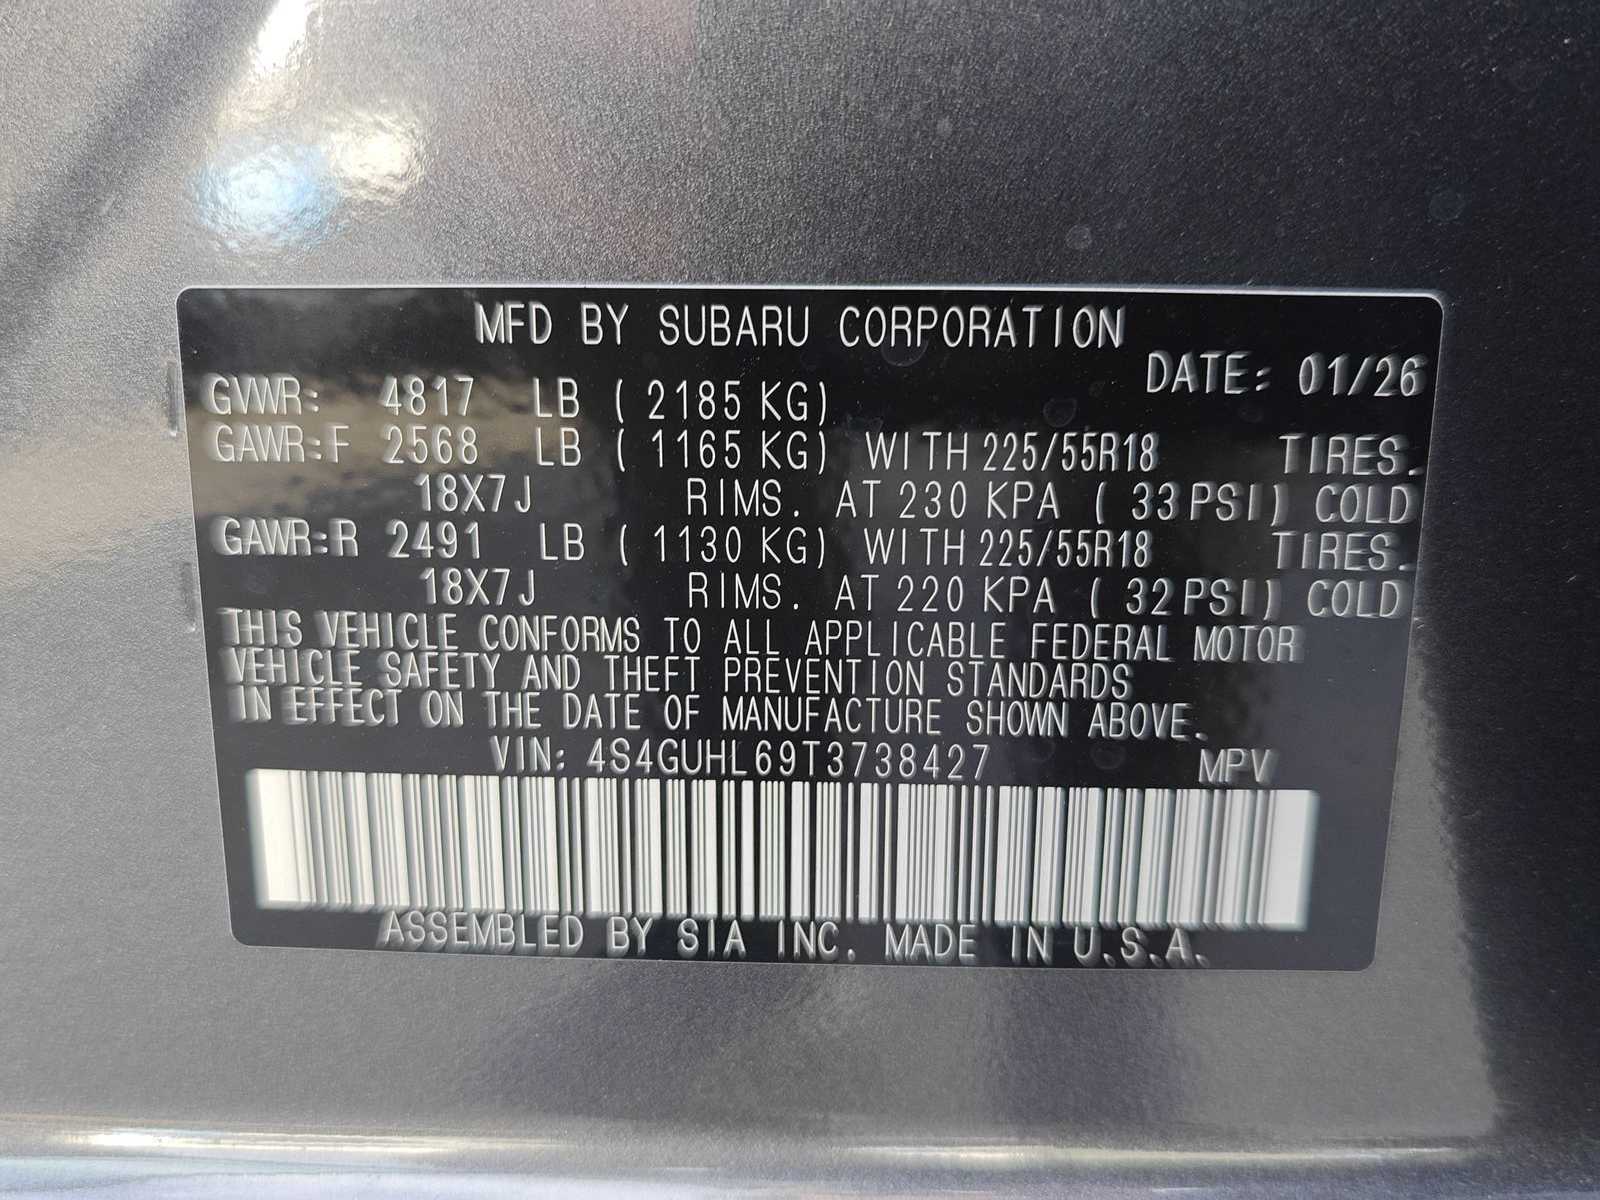 MFD BY SUBARU CORPORATION
DATE: 01/26
GVWR: 4817 LB ( 2185 KG)
GAWR:F 2568 LB ( 1165 KG) WITH 225/55R18 TIRES.
18X7J RIMS. AT 230 KPA ( 33 PSI) COLD
GAWR:R 2491 LB ( 1130 KG) WITH 225/55R18 TIRES.
18X7J RIMS. AT 220 KPA ( 32 PSI) COLD
THIS VEHICLE CONFORMS TO ALL APPLICABLE FEDERAL MOTOR
VEHICLE SAFETY AND THEFT PREVENTION STANDARDS
IN EFFECT ON THE DATE OF MANUFACTURE SHOWN ABOVE.
VIN: 4S4GUHL69T3738427 MPV
ASSEMBLED BY SIA INC. MADE IN U.S.A.